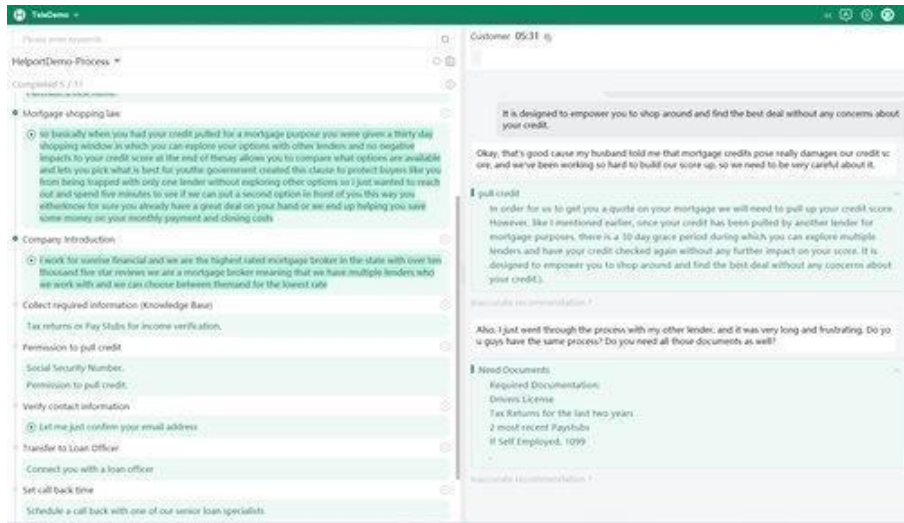 TeleDemo
Please enter keywords
HelportDemo-Process
Completed 5 / 11
Mortgage shopping law
so basically when you had your credit pulled for a mortgage purpose you were given a thirty day
shopping window in which you can explore your options with other lenders and no negative
impacts to your credit score at the end of thesay allows you to compare what options are available
and lets you pick what is best for youthe government created this clause to protect buyers like you
from being trapped with only one lender without exploring other options so i just wanted to reach
out and spend five minutes to see if we can put a second option in front of you this way you
eitherknow for sure you already have a great deal on your hand or we end up helping you save
some money on your monthly payment and closing costs
Company Introduction
i work for sunrise financial and we are the highest rated mortgage broker in the state with over ten
thousand five star reviews we are a mortgage broker meaning that we have multiple lenders who
we work with and we can choose between themand for the lowest rate
Collect required information (Knowledge Base)
Tax returns or Pay Stubs for income verification.
Permission to pull credit
Social Security Number.
Permission to pull credit.
Verify contact information
Let me just confirm your email address
Transfer to Loan Officer
Connect you with a loan officer
Set call back time
Schedule a call back with one of our senior loan specialists
Customer 05:31
It is designed to empower you to shop around and find the best deal without any concerns about
your credit.
Okay, that's good cause my husband told me that mortgage credits pose really damages our credit sc
ore, and we've been working so hard to build our score up, so we need to be very careful about it.
pull credit
In order for us to get you a quote on your mortgage we will need to pull up your credit score.
However, like I mentioned earlier, once your credit has been pulled by another lender for
mortgage purposes, there is a 30 day grace period during which you can explore multiple
lenders and have your credit checked again without any further impact on your score. It is
designed to empower you to shop around and find the best deal without any concerns about
your credit.).
Inaccurate recommendation ?
Also, I just went through the process with my other lender, and it was very long and frustrating. Do yo
u guys have the same process? Do you need all those documents as well?
Need Documents
Required Documentation:
Drivers License
Tax Returns for the last two years
2 most recent Paystubs
If Self Employed, 1099
.
Inaccurate recommendation ?